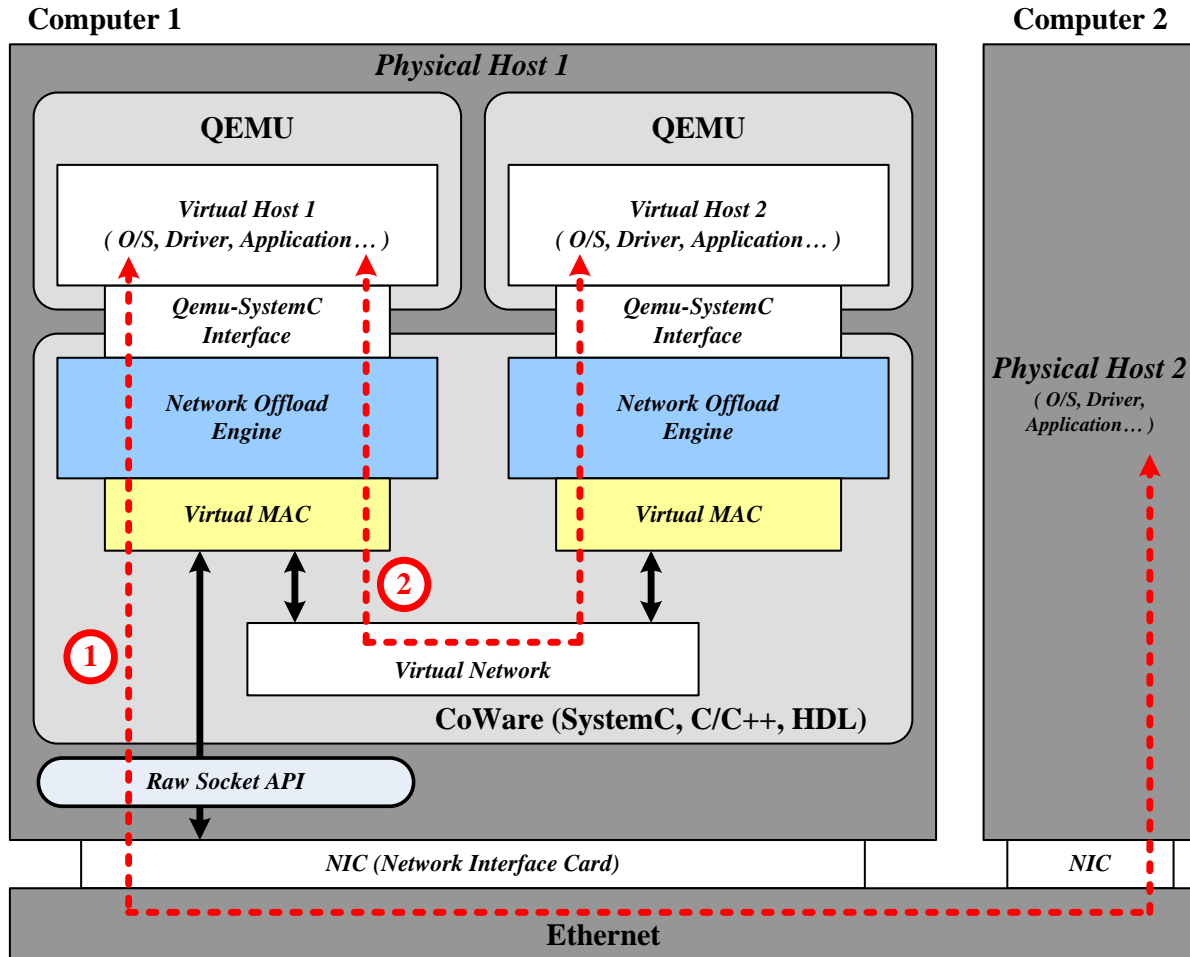 Computer 1
Computer 2
Physical Host 1
QEMU
QEMU
Virtual Host 1
( O/S, Driver, Application… )
Virtual Host 2
( O/S, Driver, Application… )
Qemu-SystemC
Interface
Qemu-SystemC
Interface
Network Offload
Engine
Network Offload
Engine
Physical Host 2
( O/S, Driver,
Application… )
Virtual MAC
Virtual MAC
2
1
Virtual Network
CoWare (SystemC, C/C++, HDL)
Raw Socket API
NIC (Network Interface Card)
NIC
Ethernet